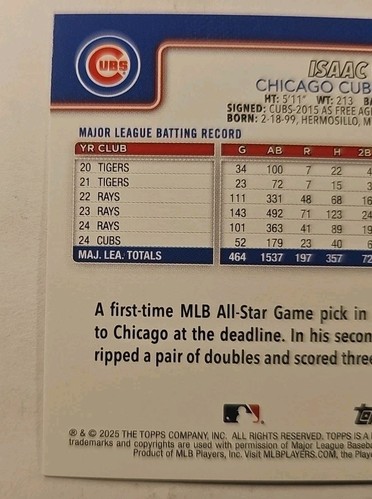 CUBS
ISAAC
CHICAGO CUB
HT: 5'11" WT: 213 BA
SIGNED: CUBS-2015 AS FREE AGE
BORN: 2-18-99, HERMOSILLO, M
MAJOR LEAGUE BATTING RECORD
YR CLUB G AB R H 2B
20 TIGERS 34 100 7 22 4
21 TIGERS 23 72 7 15 3
22 RAYS 111 331 48 68 16
23 RAYS 143 492 71 123 24
24 RAYS 101 363 41 89 19
24 CUBS 52 179 23 40 6
MAJ. LEA. TOTALS 464 1537 197 357 72
A first-time MLB All-Star Game pick in
to Chicago at the deadline. In his secon
ripped a pair of doubles and scored three
® & © 2025 THE TOPPS COMPANY, INC. ALL RIGHTS RESERVED. TOPPS IS A
trademarks and copyrights are used with permission of Major League Baseb
Product of MLB Players, Inc. Visit MLBPLAYERS.COM, the Playe